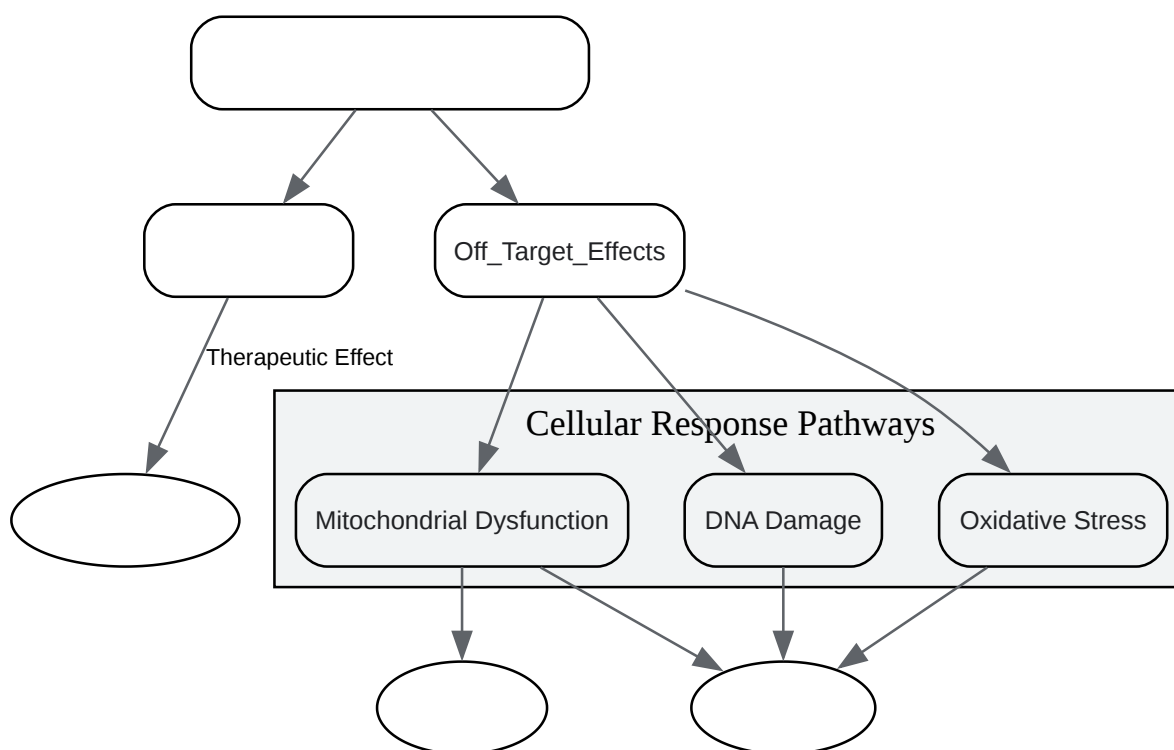 Off_Target_Effects
Therapeutic Effect
Cellular Response Pathways
Mitochondrial Dysfunction
DNA Damage
Oxidative Stress